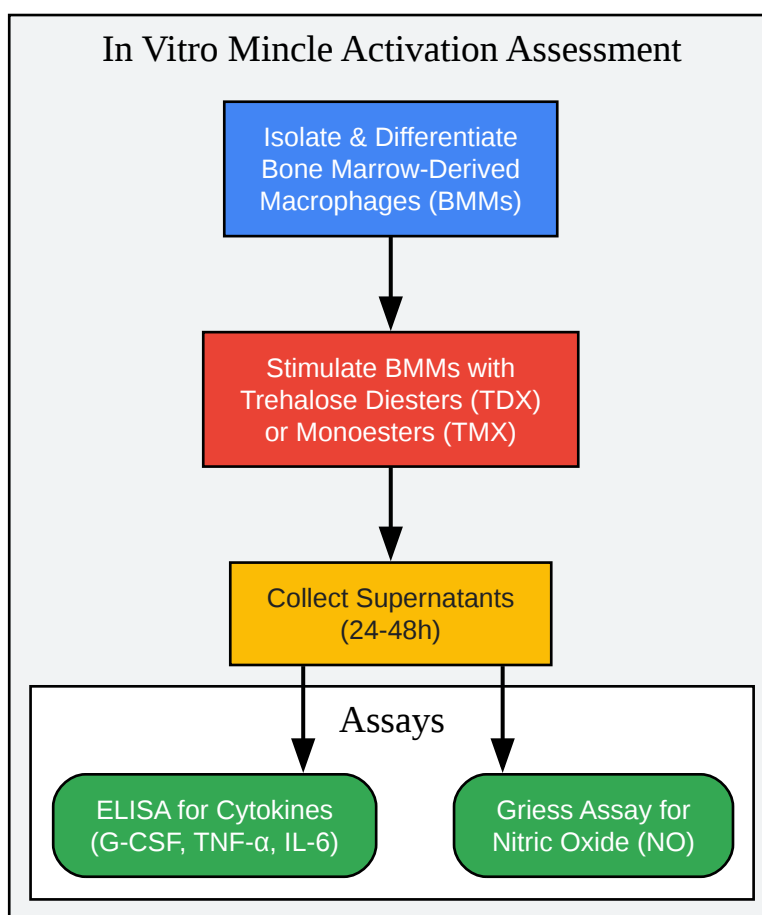 In Vitro Mincle Activation Assessment
Isolate & Differentiate
Bone Marrow-Derived
Macrophages (BMMs)
Stimulate BMMs with
Trehalose Diesters (TDX)
or Monoesters (TMX)
Collect Supernatants
(24-48h)
Assays
ELISA for Cytokines
(G-CSF, TNF-α, IL-6)
Griess Assay for
Nitric Oxide (NO)